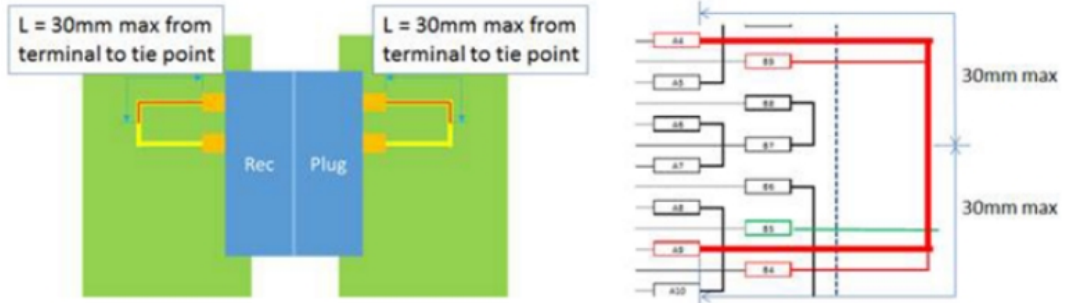 L = 30mm max from
terminal to tie point
L = 30mm max from
terminal to tie point
Rec
Plug
A4
B9
A5
B8
A6
B7
A7
B6
A8
B5
A9
B4
A10
30mm max
30mm max